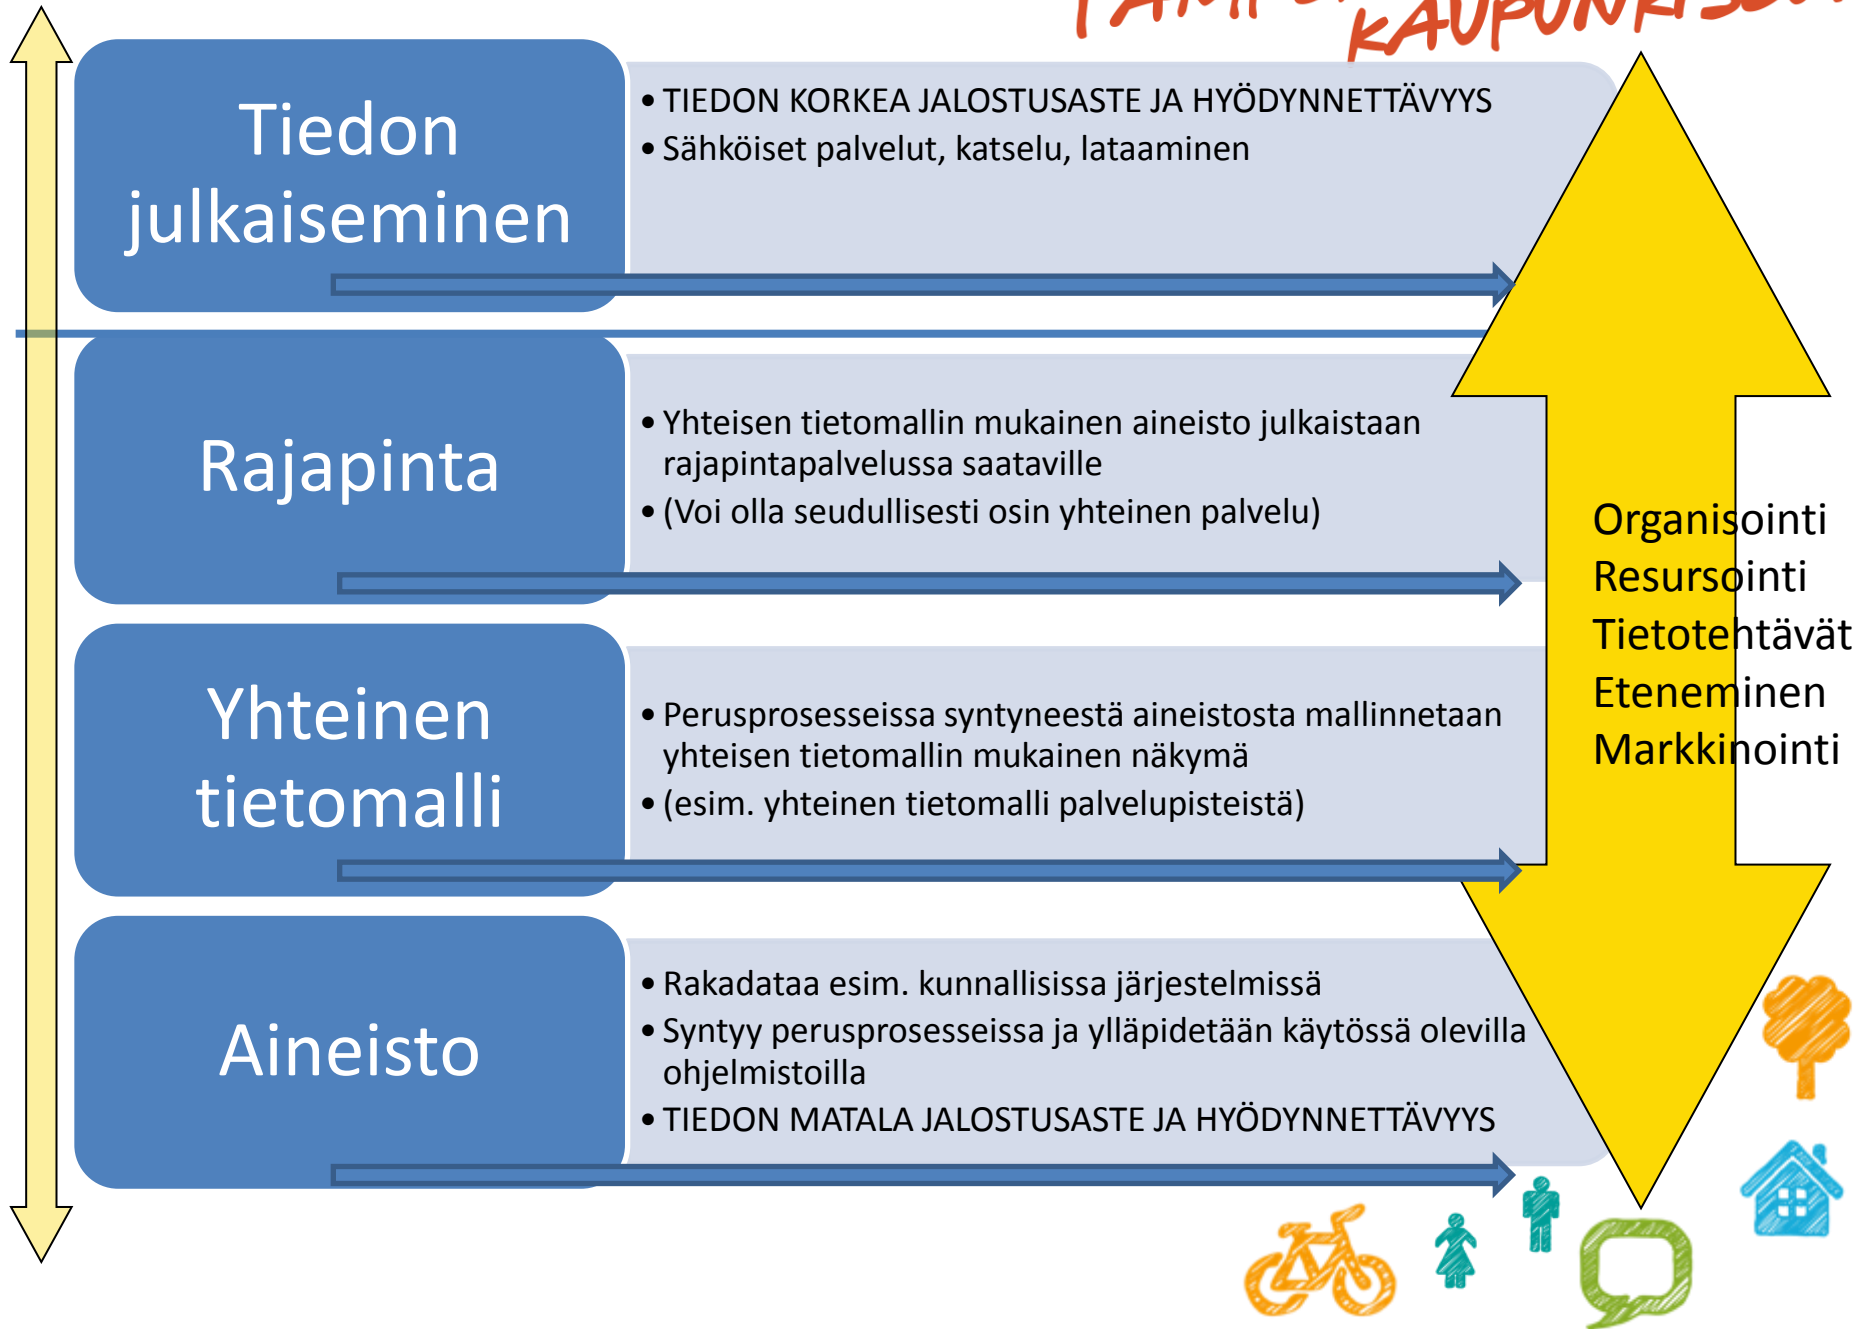 KAUPUNKISEU
Tiedon
julkaiseminen
• TIEDON KORKEA JALOSTUSASTE JA HYÖDYNNETTÄVYYS
• Sähköiset palvelut, katselu, lataaminen
Rajapinta
• Yhteisen tietomallin mukainen aineisto julkaistaan
rajapintapalvelussa saataville
• (Voi olla seudullisesti osin yhteinen palvelu)
Yhteinen
tietomalli
• Perusprosesseissa syntyneestä aineistosta mallinnetaan
yhteisen tietomallin mukainen näkymä
• (esim. yhteinen tietomalli palvelupisteistä)
Aineisto
• Rakadataa esim. kunnallisissa järjestelmissä
• Syntyy perusprosesseissa ja ylläpidetään käytössä olevilla
ohjelmistoilla
• TIEDON MATALA JALOSTUSASTE JA HYÖDYNNETTÄVYYS
Organisointi
Resursointi
Tietotehtävät
Eteneminen
Markkinointi